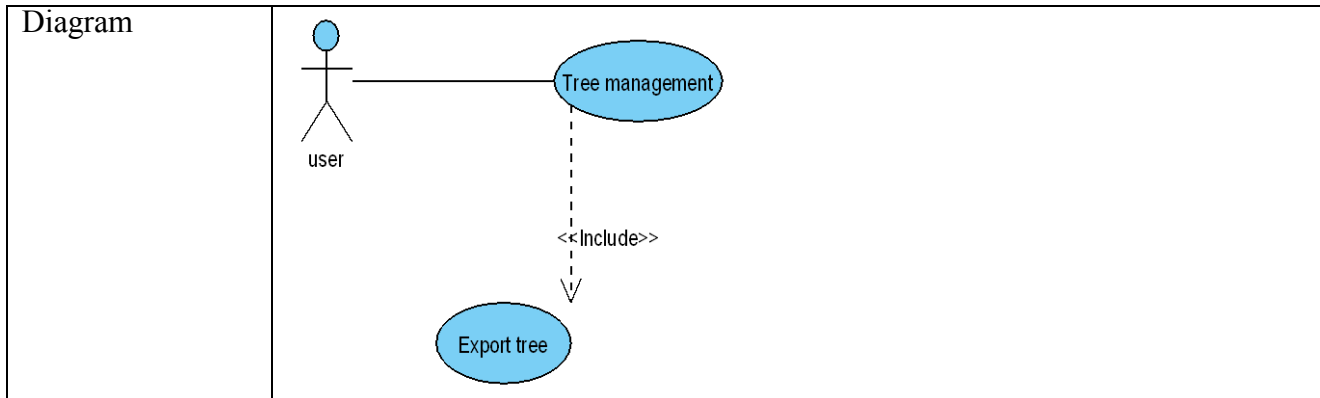 Diagram
Tree management
user
<<Include>>
Export tree